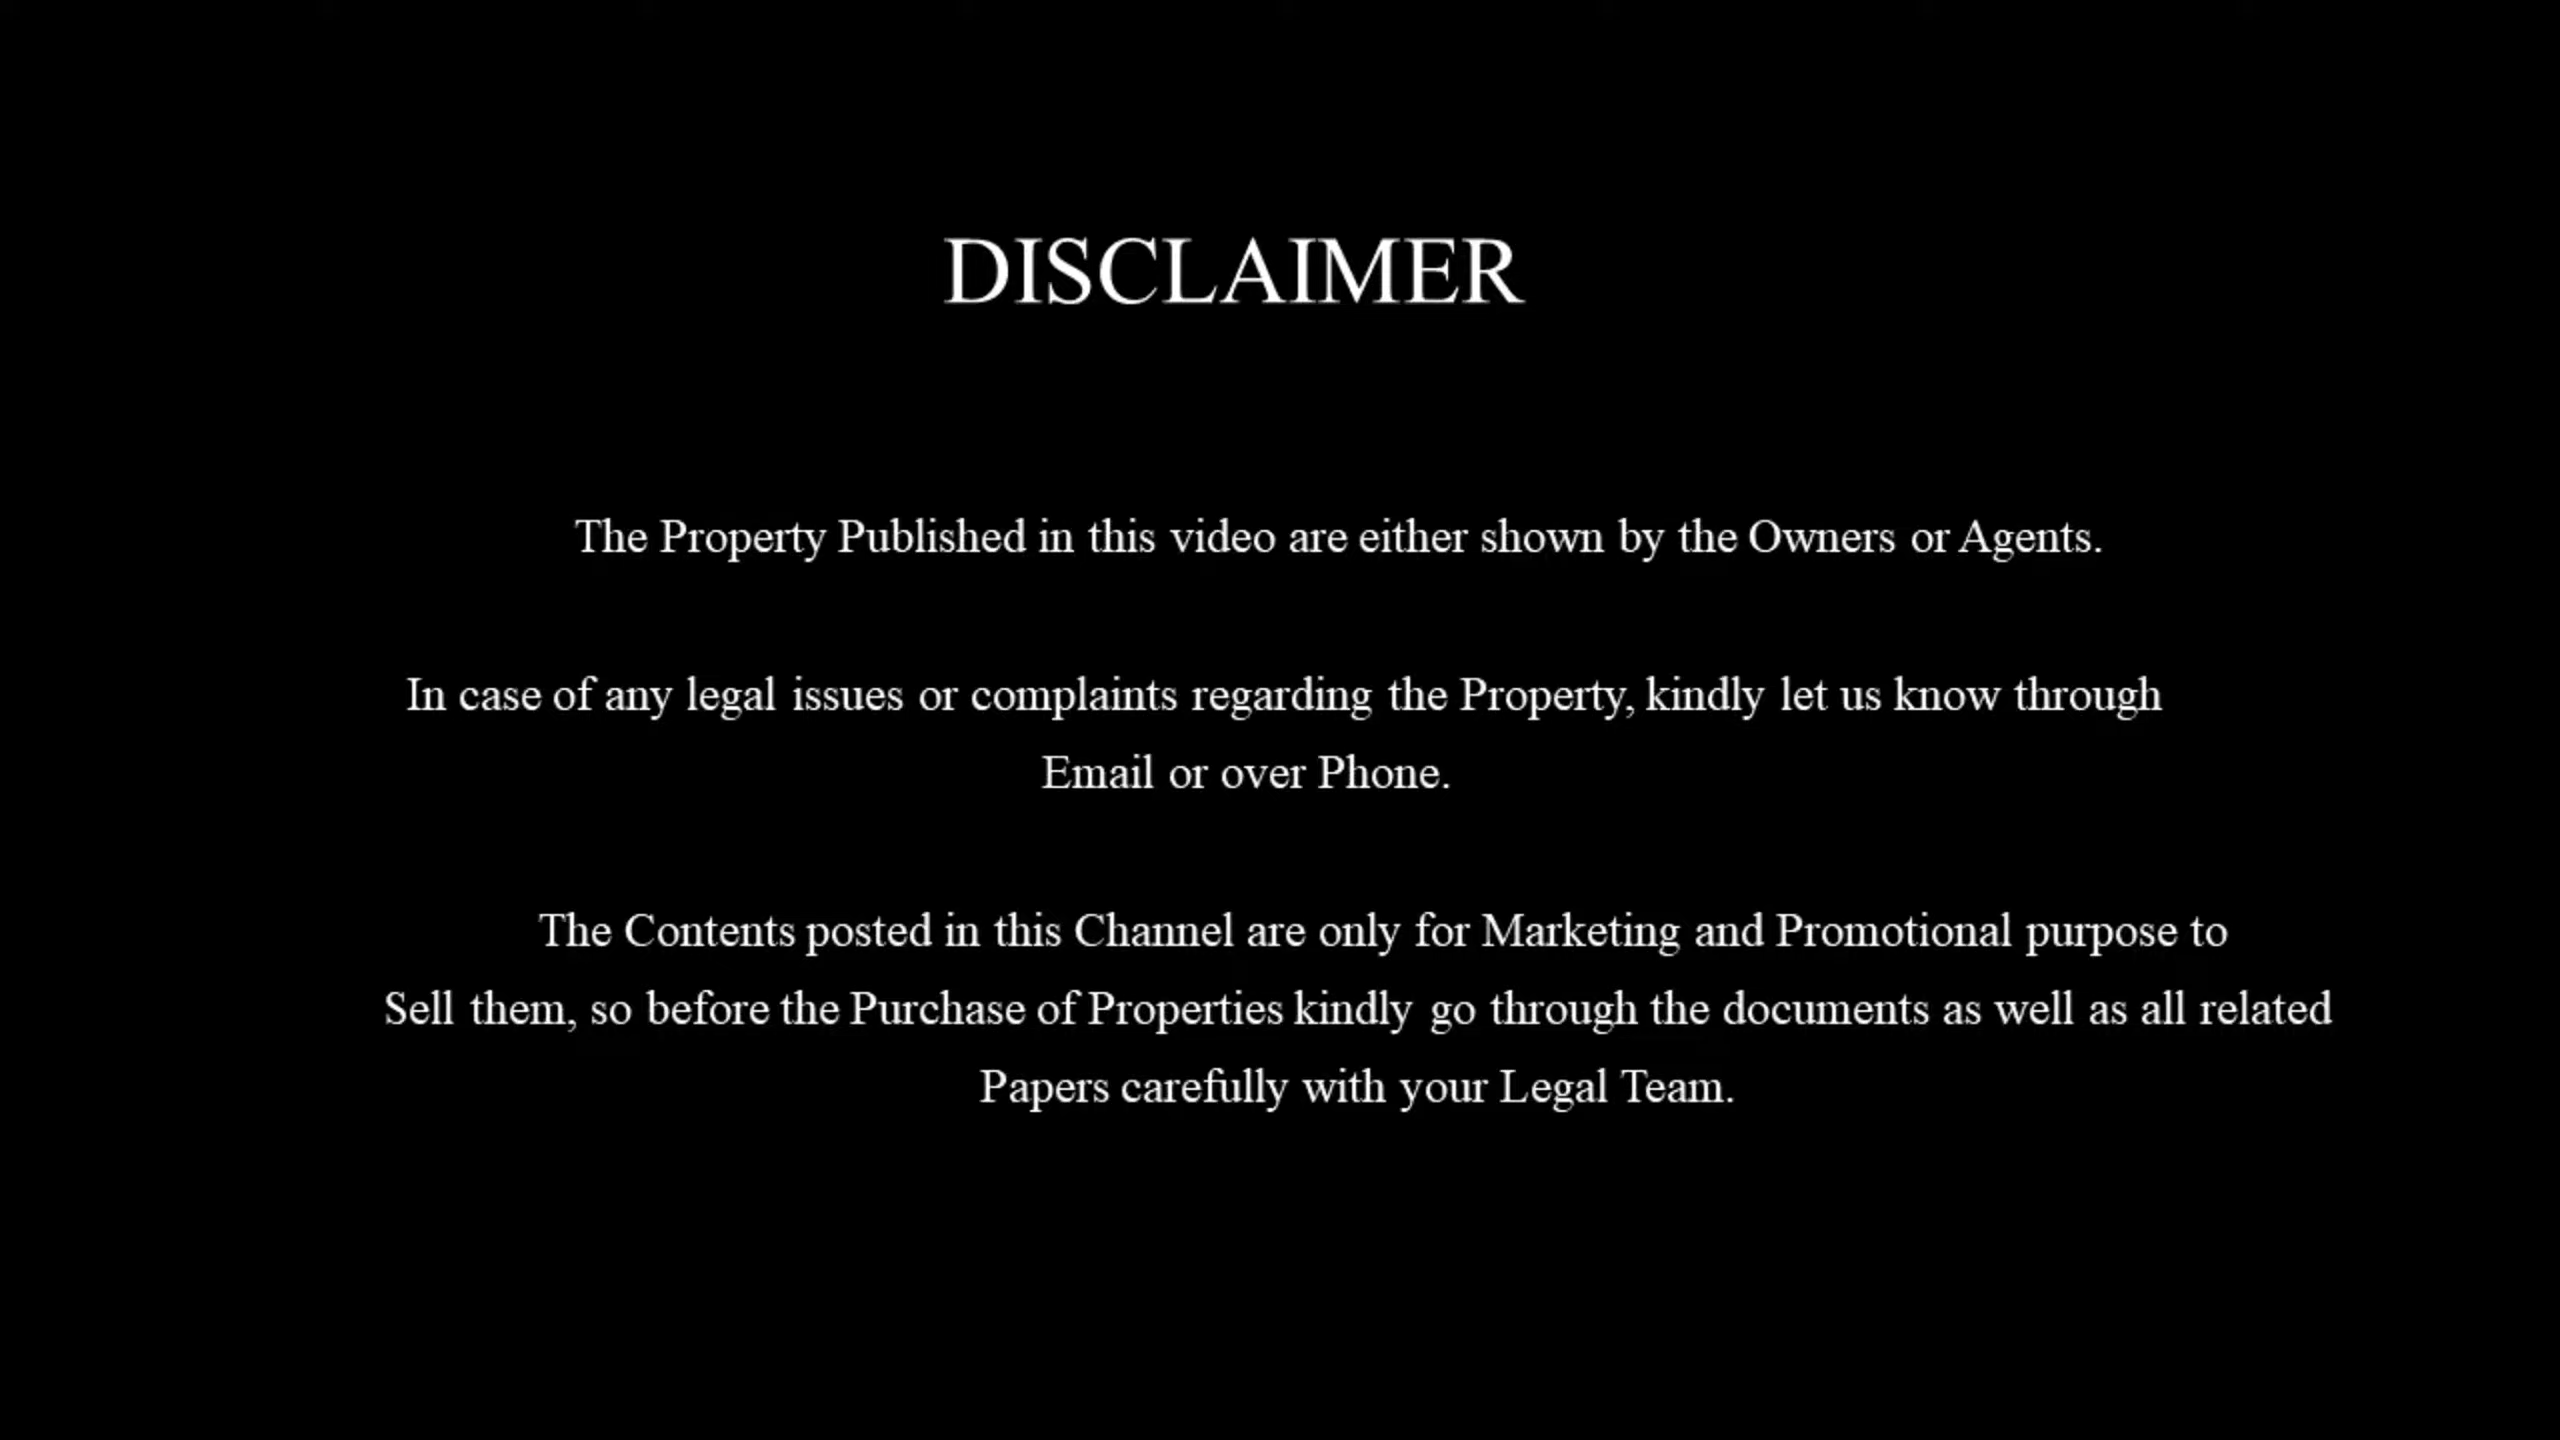 DISCLAIMER
The Property Published in this video are either shown by the Owners or Agents.
In case of any legal issues or complaints regarding the Property, kindly let us know through
Email or over Phone.
The Contents posted in this Channel are only for Marketing and Promotional purpose to
Sell them, so before the Purchase of Properties kindly go through the documents as well as all related
Papers carefully with your Legal Team.